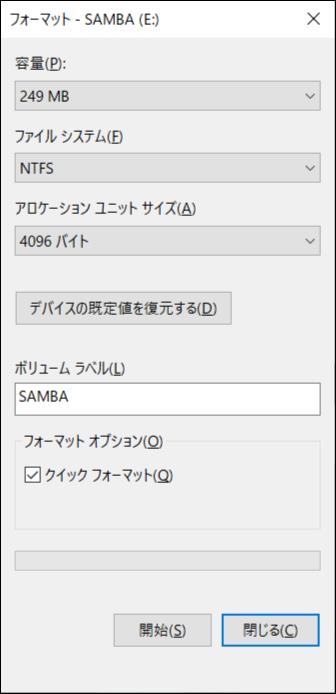 フォーマット - SAMBA (E:)
容量(P):
249 MB
ファイル システム(F)
NTFS
アロケーション ユニット サイズ(A)
4096 バイト
デバイスの既定値を復元する(D)
ボリューム ラベル(L)
SAMBA
フォーマット オプション(O)
クイック フォーマット(Q)
開始(S)
閉じる(C)